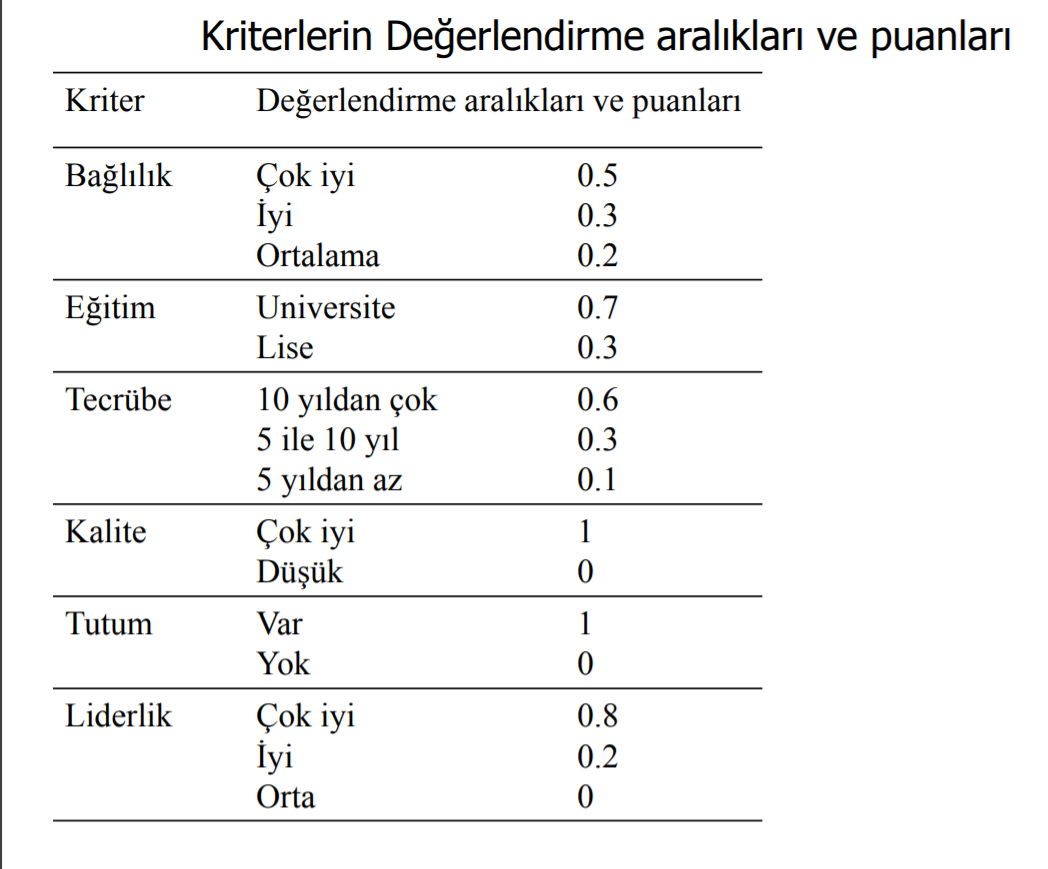 Kriterlerin Değerlendirme aralıkları ve puanları
Kriter Değerlendirme aralıkları ve puanları
Bağlılık Çok iyi 0.5
İyi 0.3
Ortalama 0.2
Eğitim Universite 0.7
Lise 0.3
Tecrübe 10 yıldan çok 0.6
5 ile 10 yıl 0.3
5 yıldan az 0.1
Kalite Çok iyi 1
Düşük 0
Tutum Var 1
Yok 0
Liderlik Çok iyi 0.8
İyi 0.2
Orta 0